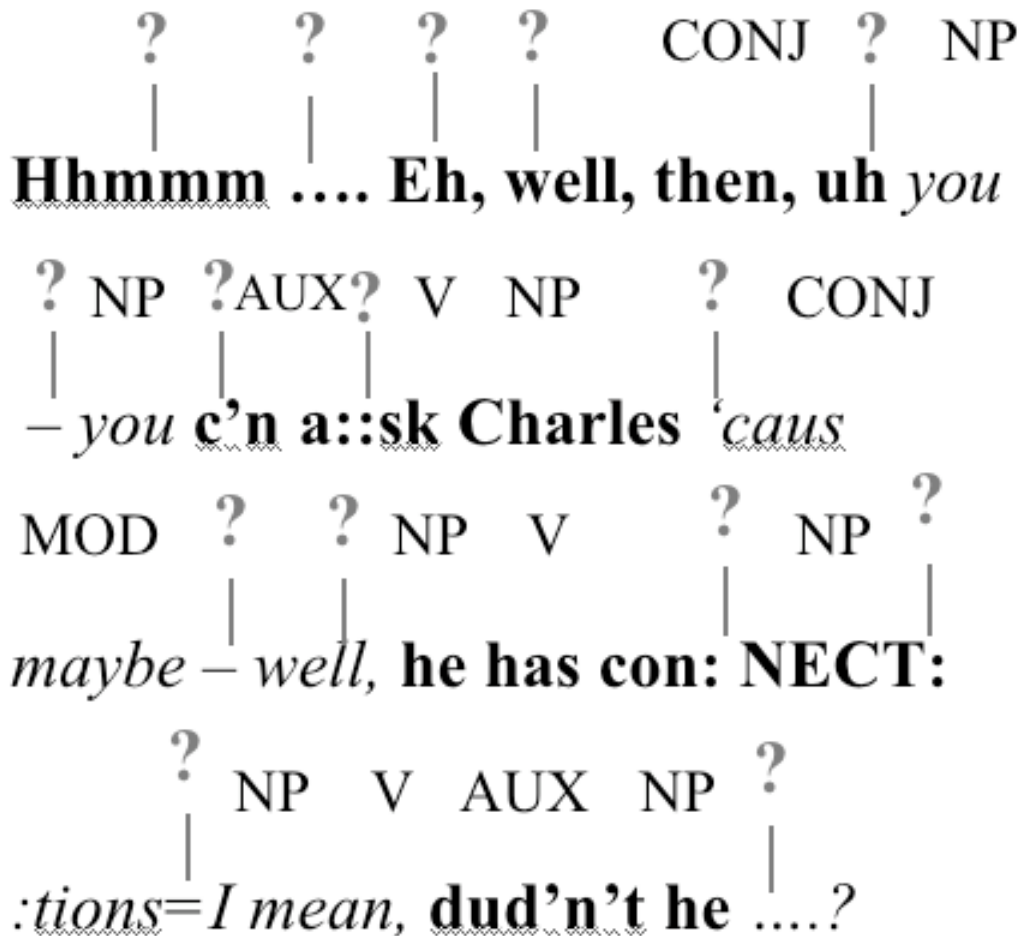 ? ? ? ? CONJ ? NP
Hhmmm …. Eh, well, then, uh you
? NP ? AUX ? V NP ? CONJ
– you c’n a::sk Charles ‘caus
MOD ? ? NP V ? NP ?
maybe – well, he has con: NECT:
? NP V AUX NP ?
:tions=I mean, dud’n’t he ….?